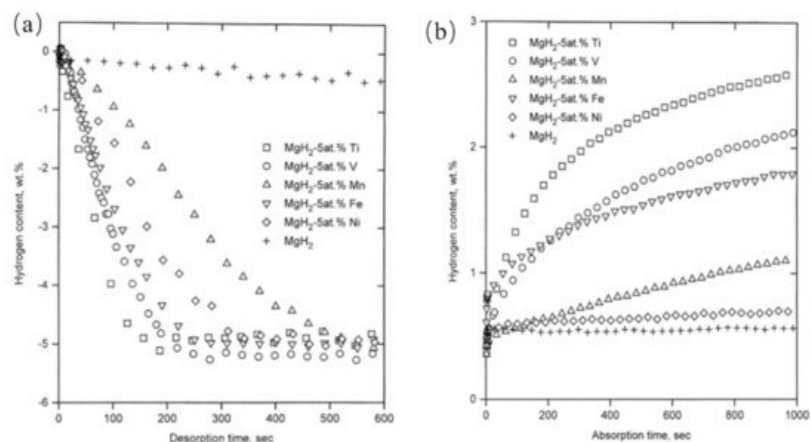 (a)
0
-1
-2
-3
-4
-5
-6
Hydrogen content, wt.%
MgH₂-5at.% Ti
MgH₂-5at.% V
MgH₂-5at.% Mn
MgH₂-5at.% Fe
MgH₂-5at.% Ni
MgH₂
0 100 200 300 400 500 600
Desorption time, sec
(b)
3
2
1
0
Hydrogen content, wt.%
MgH₂-5at.% Ti
MgH₂-5at.% V
MgH₂-5at.% Mn
MgH₂-5at.% Fe
MgH₂-5at.% Ni
MgH₂
0 200 400 600 800 1000
Absorption time, sec